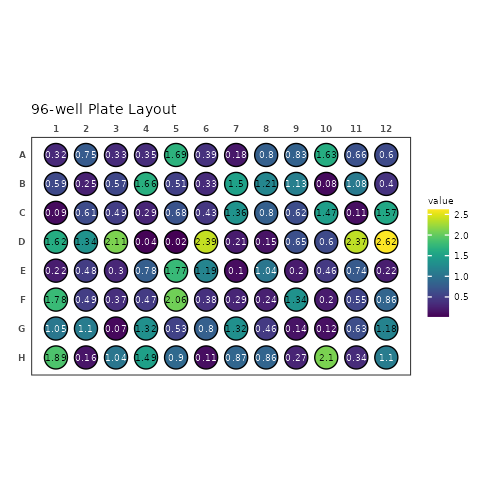 96-well Plate Layout
1 2 3 4 5 6 7 8 9 10 11 12
A 0.32 0.75 0.33 0.35 1.69 0.39 0.18 0.8 0.83 1.63 0.66 0.6
B 0.59 0.25 0.57 1.66 0.51 0.33 1.5 1.21 1.13 0.08 1.08 0.4
C 0.09 0.61 0.49 0.29 0.68 0.43 1.36 0.8 0.62 1.47 0.11 1.57
D 1.62 1.34 2.11 0.04 0.02 2.39 0.21 0.15 0.65 0.6 2.37 2.62
E 0.22 0.48 0.3 0.78 1.77 1.19 0.1 1.04 0.2 0.46 0.74 0.22
F 1.78 0.49 0.37 0.47 2.06 0.38 0.29 0.24 1.34 0.2 0.55 0.86
G 1.05 1.1 0.07 1.32 0.53 0.8 1.32 0.46 0.14 0.12 0.63 1.18
H 1.89 0.16 1.04 1.49 0.9 0.11 0.87 0.86 0.27 2.1 0.34 1.1
value
2.5
2.0
1.5
1.0
0.5